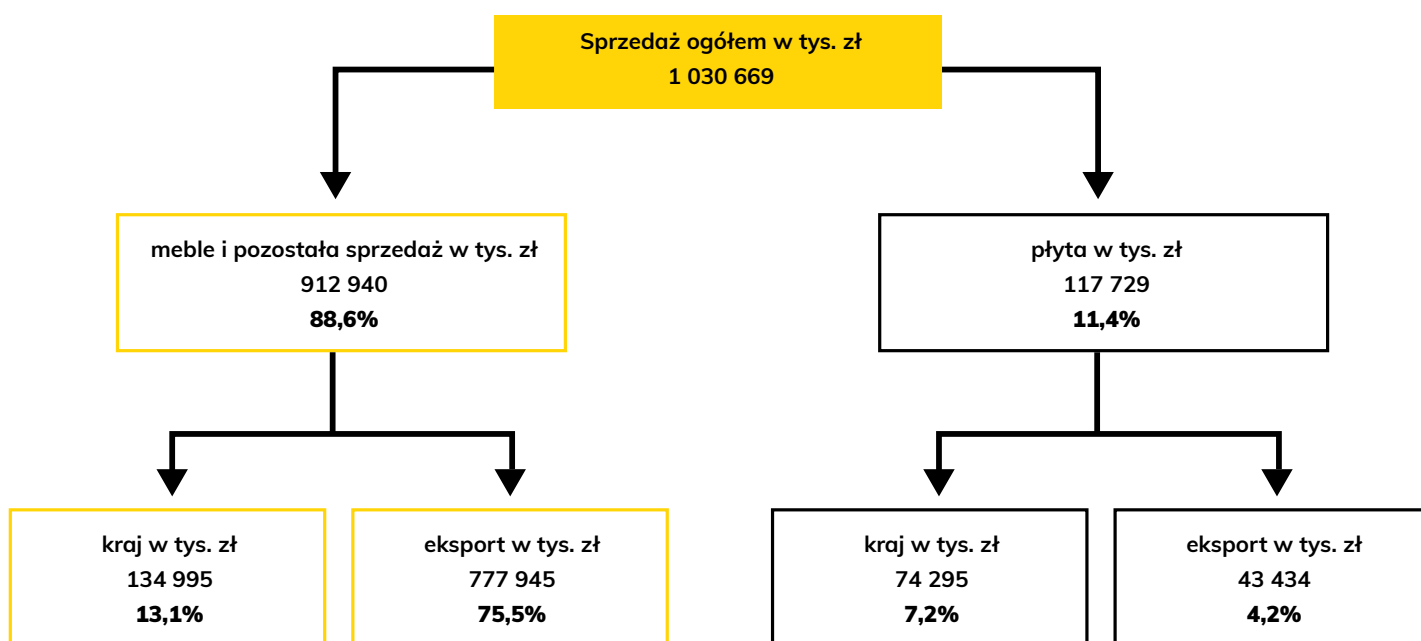 Sprzedaż ogółem w tys. zł
1 030 669
meble i pozostała sprzedaż w tys. zł
912 940
88,6%
płyta w tys. zł
117 729
11,4%
kraj w tys. zł
134 995
13,1%
eksport w tys. zł
777 945
75,5%
kraj w tys. zł
74 295
7,2%
eksport w tys. zł
43 434
4,2%